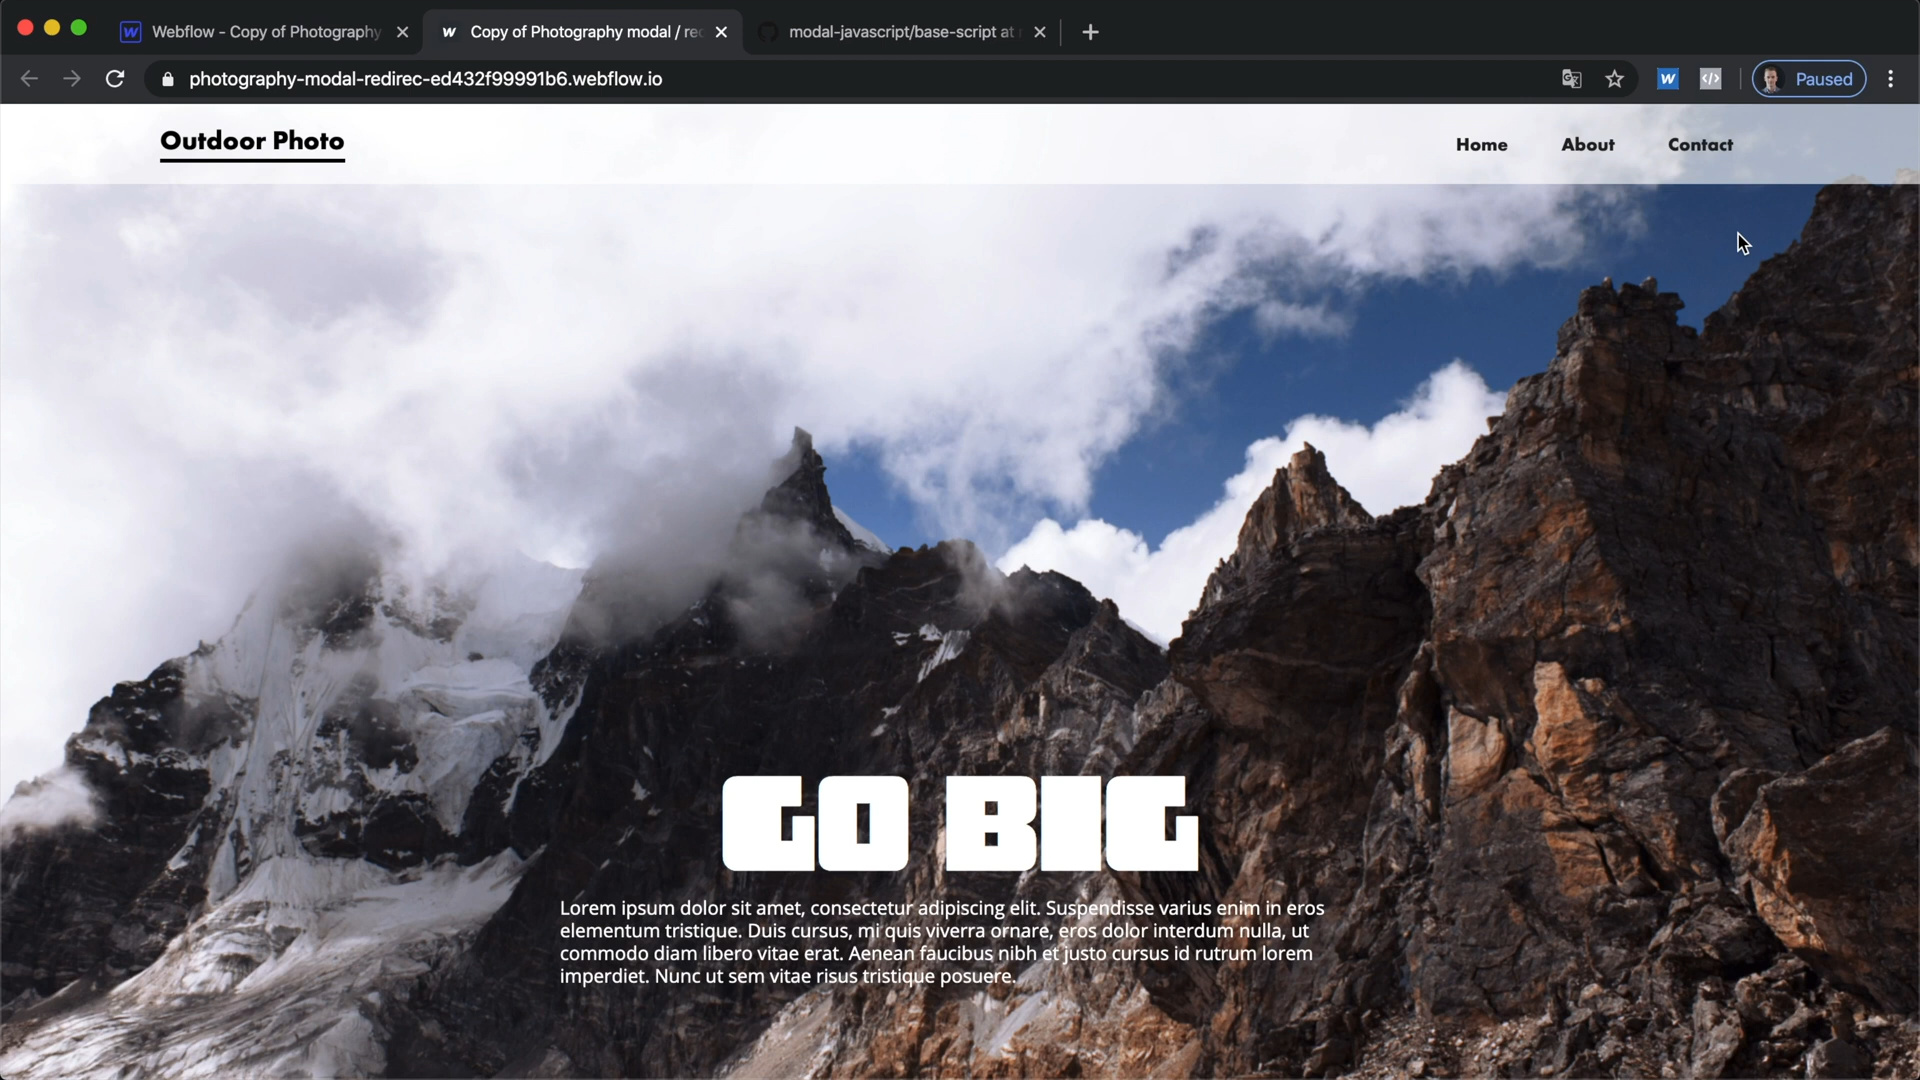 Webflow - Copy of Photography
Copy of Photography modal / re
modal-javascript/base-script at
photography-modal-redirec-ed432f99991b6.webflow.io
Paused
Outdoor Photo
Home
About
Contact
GO BIG
Lorem ipsum dolor sit amet, consectetur adipiscing elit. Suspendisse varius enim in eros
elementum tristique. Duis cursus, mi quis viverra ornare, eros dolor interdum nulla, ut
commodo diam libero vitae erat. Aenean faucibus nibh et justo cursus id rutrum lorem
imperdiet. Nunc ut sem vitae risus tristique posuere.